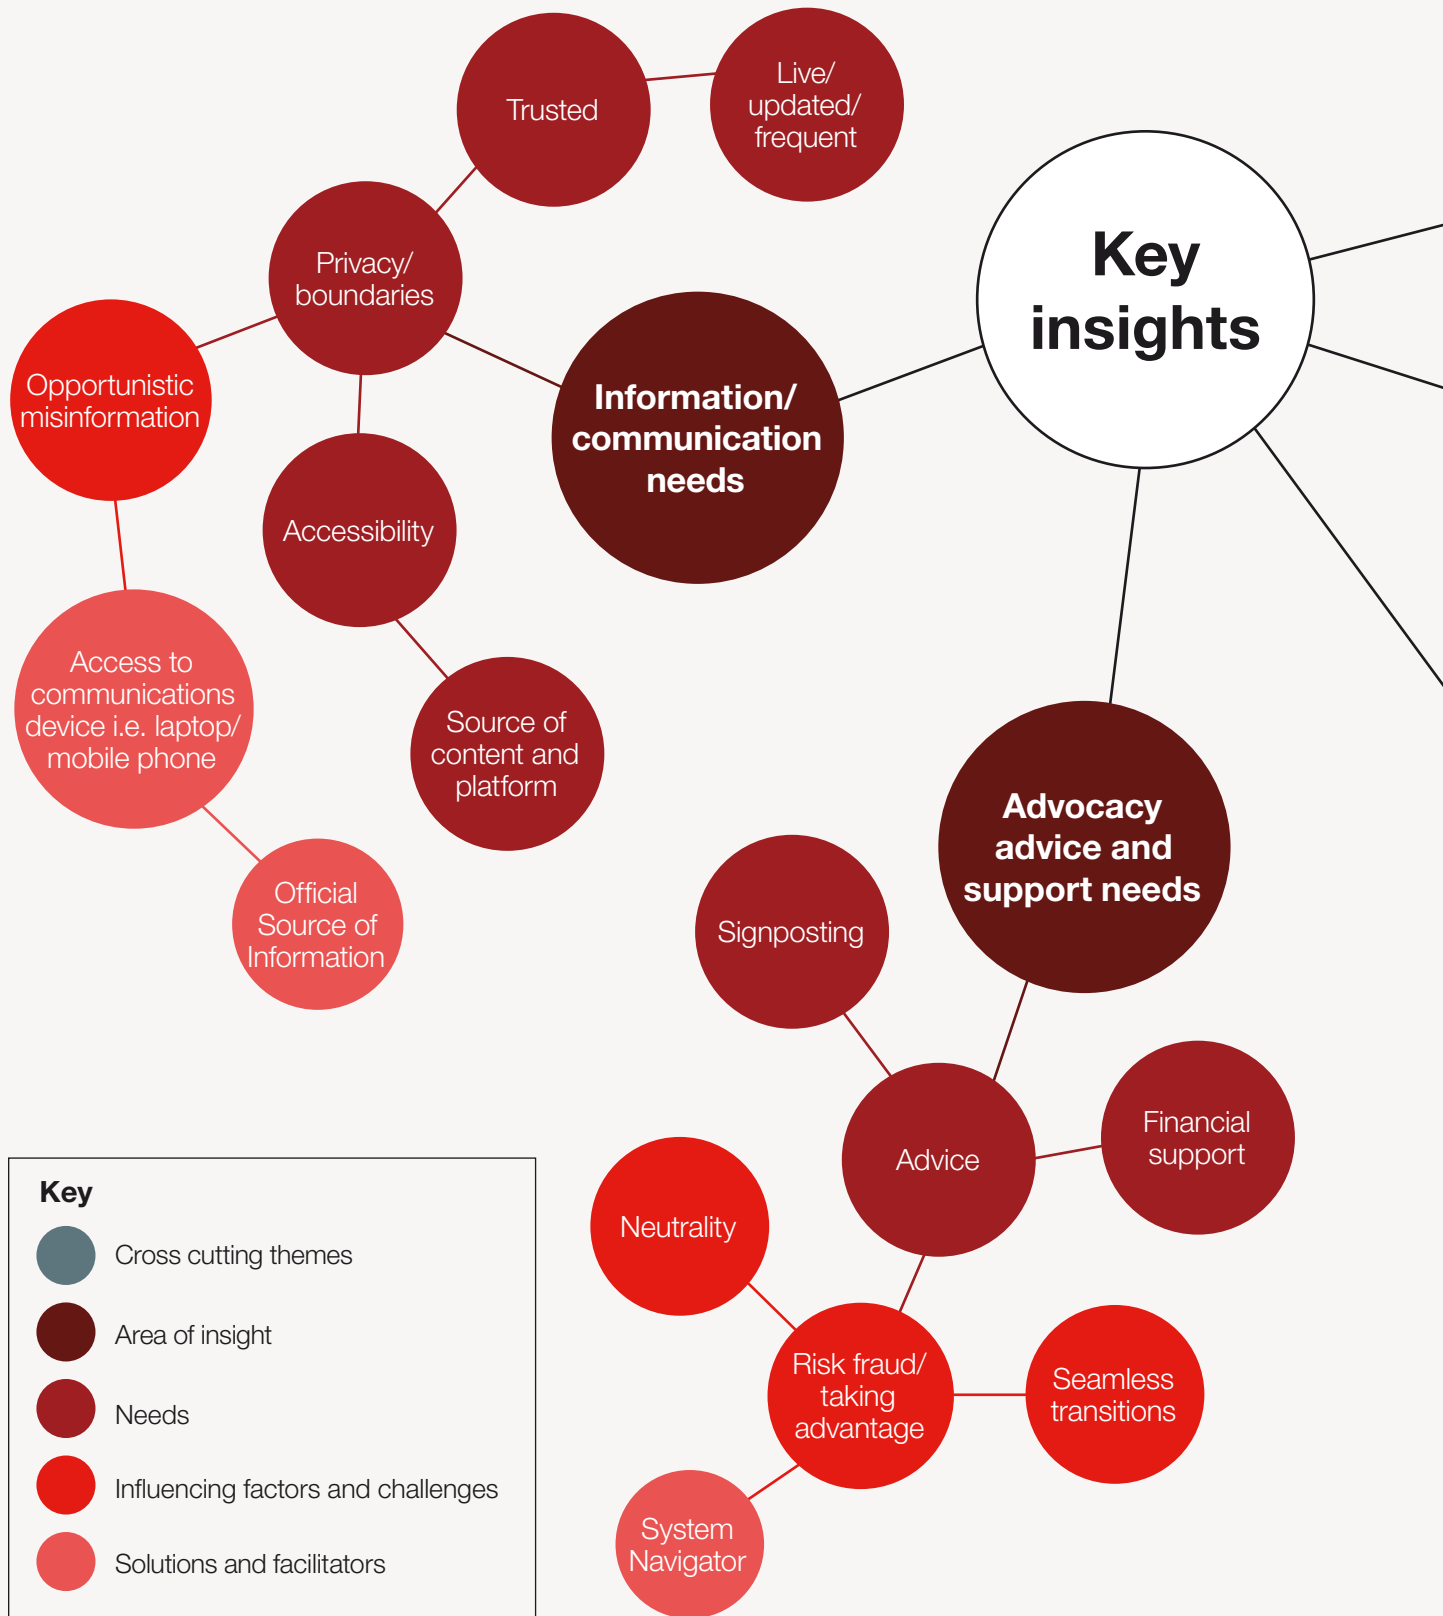 Trusted
Live/
updated/
frequent
Key
insights
Privacy/
boundaries
Opportunistic
misinformation
Information/
communication
needs
Accessibility
Access to
communications
device i.e. laptop/
mobile phone
Source of
content and
platform
Official
Source of
Information
Advocacy
advice and
support needs
Signposting
Advice
Financial
support
Neutrality
Risk fraud/
taking
advantage
Seamless
transitions
System
Navigator
Key
Cross cutting themes
Area of insight
Needs
Influencing factors and challenges
Solutions and facilitators